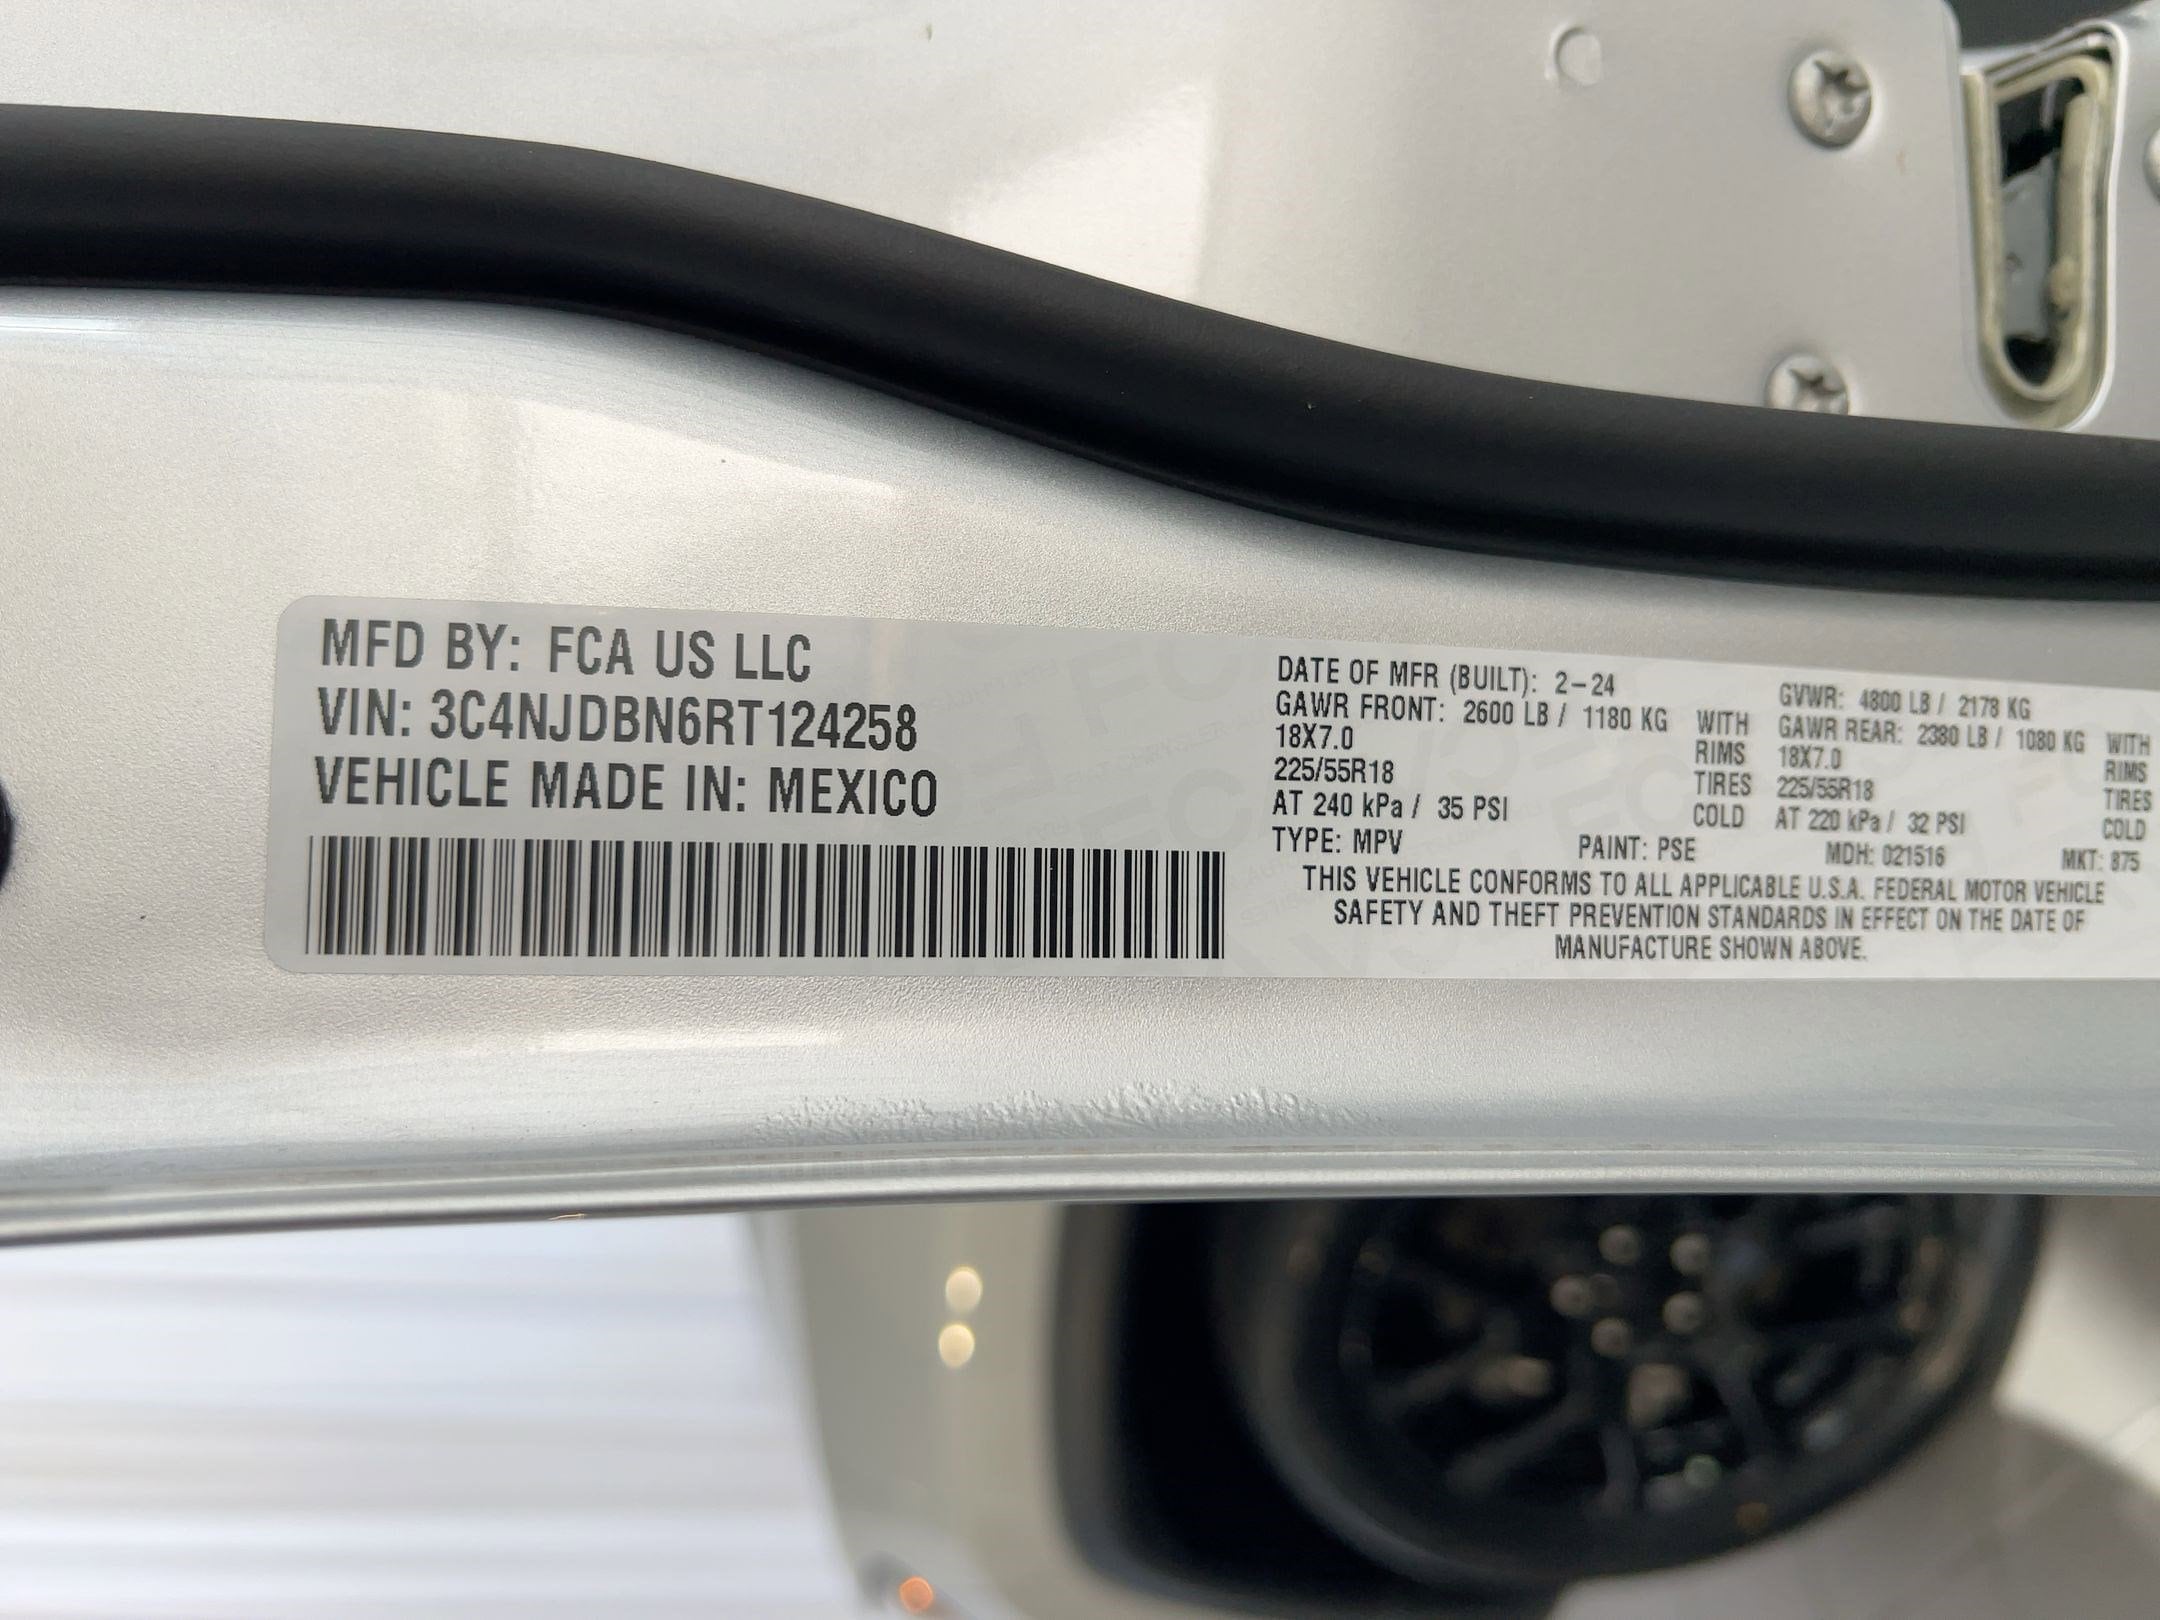 MFD BY: FCA US LLC
VIN: 3C4NJDBN6RT124258
VEHICLE MADE IN: MEXICO
DATE OF MFR (BUILT): 2-24
GAWR FRONT: 2600 LB / 1180 KG WITH
18X7.0 RIMS
225/55R18 TIRES
AT 240 kPa / 35 PSI COLD
GVWR: 4800 LB / 2178 KG
GAWR REAR: 2380 LB / 1080 KG WITH
18X7.0 RIMS
225/55R18 TIRES
AT 220 kPa / 32 PSI COLD
TYPE: MPV PAINT: PSE MDH: 021516 MKT: 875
THIS VEHICLE CONFORMS TO ALL APPLICABLE U.S.A. FEDERAL MOTOR VEHICLE
SAFETY AND THEFT PREVENTION STANDARDS IN EFFECT ON THE DATE OF
MANUFACTURE SHOWN ABOVE.